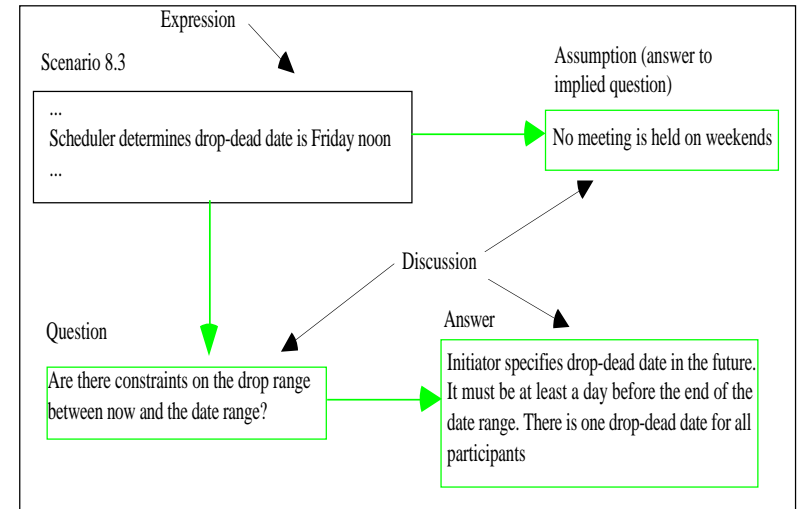 Expression
Scenario 8.3
Assumption (answer to
implied question)
...
Scheduler determines drop-dead date is Friday noon
...
No meeting is held on weekends
Discussion
Question
Answer
Are there constraints on the drop range
between now and the date range?
Initiator specifies drop-dead date in the future.
It must be at least a day before the end of the
date range. There is one drop-dead date for all
participants